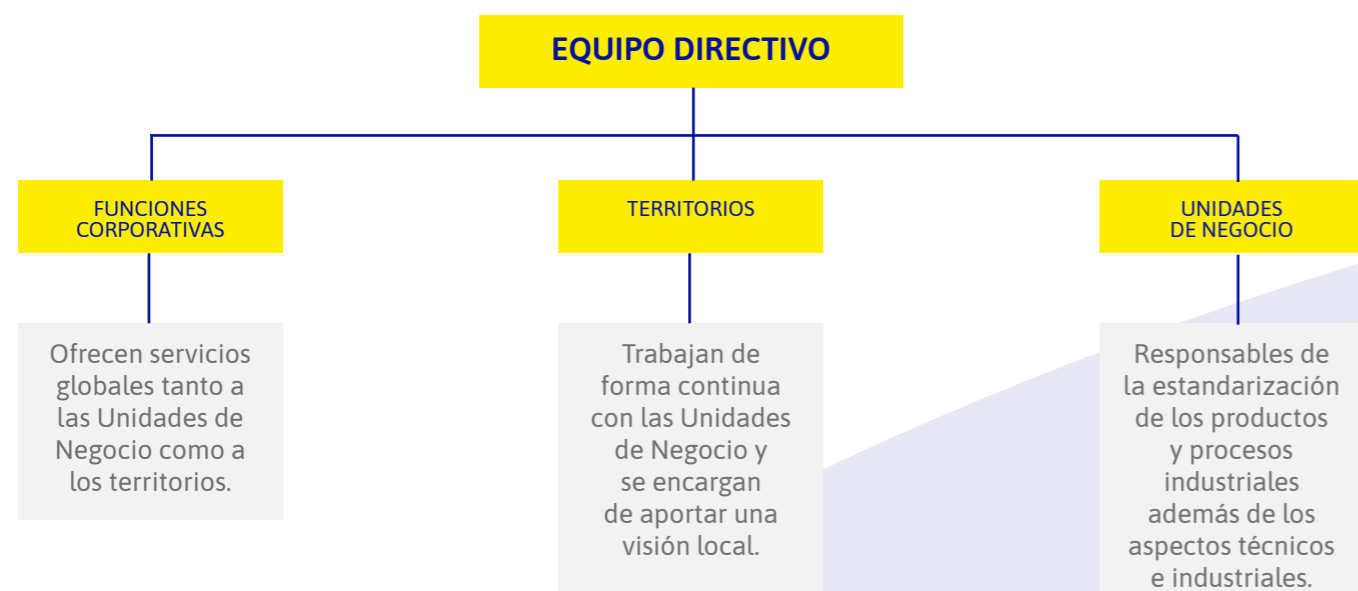 EQUIPO DIRECTIVO
FUNCIONES
CORPORATIVAS
Ofrecen servicios
globales tanto a
las Unidades de
Negocio como a
los territorios.
TERRITORIOS
Trabajan de
forma continua
con las Unidades
de Negocio y
se encargan
de aportar una
visión local.
UNIDADES
DE NEGOCIO
Responsables de
la estandarización
de los productos
y procesos
industriales
además de los
aspectos técnicos
e industriales.